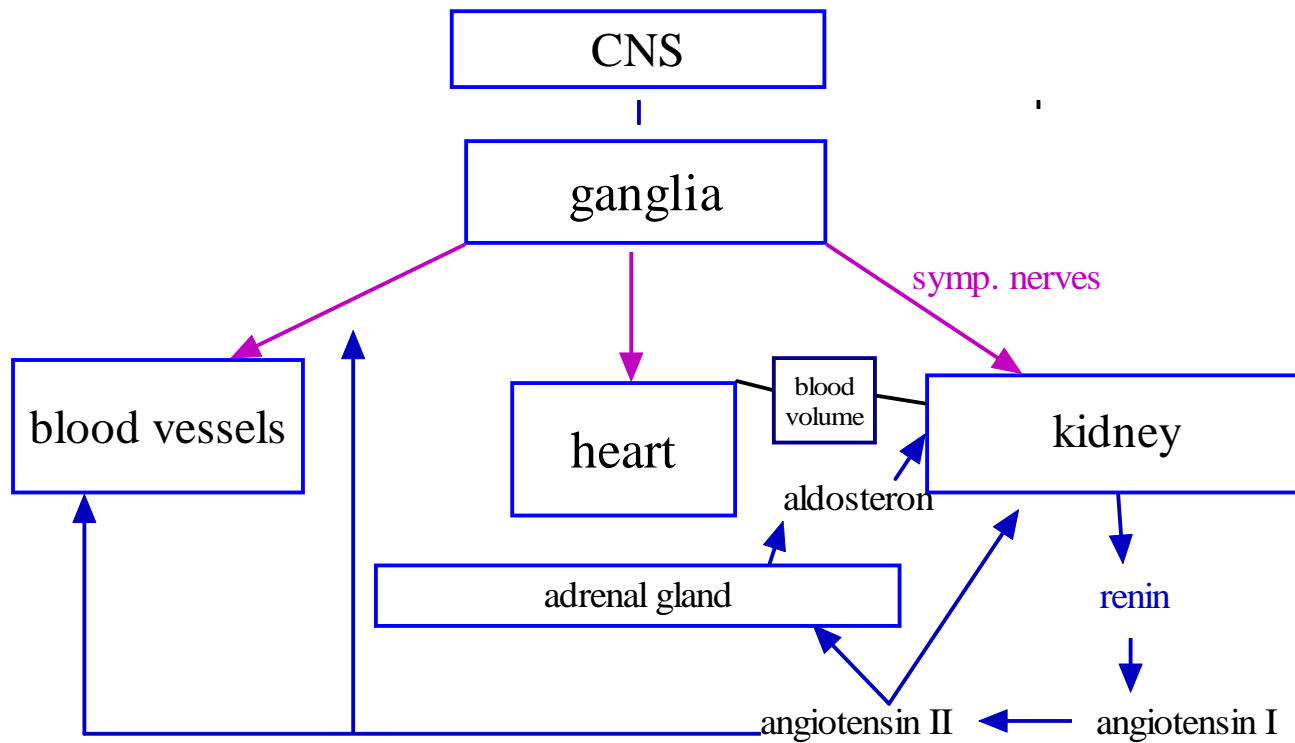 CNS
ganglia
symp. nerves
blood vessels
heart
blood
volume
kidney
aldosteron
adrenal gland
renin
angiotensin II
angiotensin I